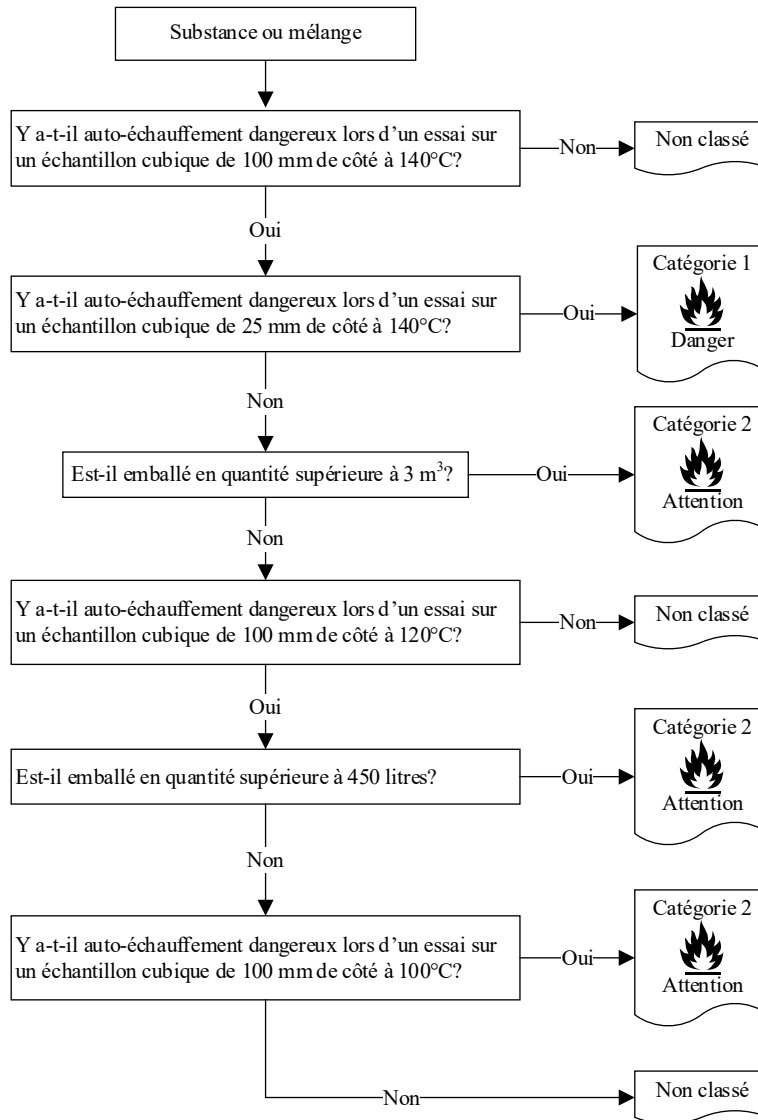 Substance ou mélange
Y a-t-il auto-échauffement dangereux lors d’un essai sur
un échantillon cubique de 100 mm de côté à 140°C?
Non
Non classé
Oui
Y a-t-il auto-échauffement dangereux lors d’un essai sur
un échantillon cubique de 25 mm de côté à 140°C?
Oui
Catégorie 1
Danger
Non
Est-il emballé en quantité supérieure à 3 m³?
Oui
Catégorie 2
Attention
Non
Y a-t-il auto-échauffement dangereux lors d’un essai sur
un échantillon cubique de 100 mm de côté à 120°C?
Non
Non classé
Oui
Est-il emballé en quantité supérieure à 450 litres?
Oui
Catégorie 2
Attention
Non
Y a-t-il auto-échauffement dangereux lors d’un essai sur
un échantillon cubique de 100 mm de côté à 100°C?
Oui
Catégorie 2
Attention
Non
Non classé